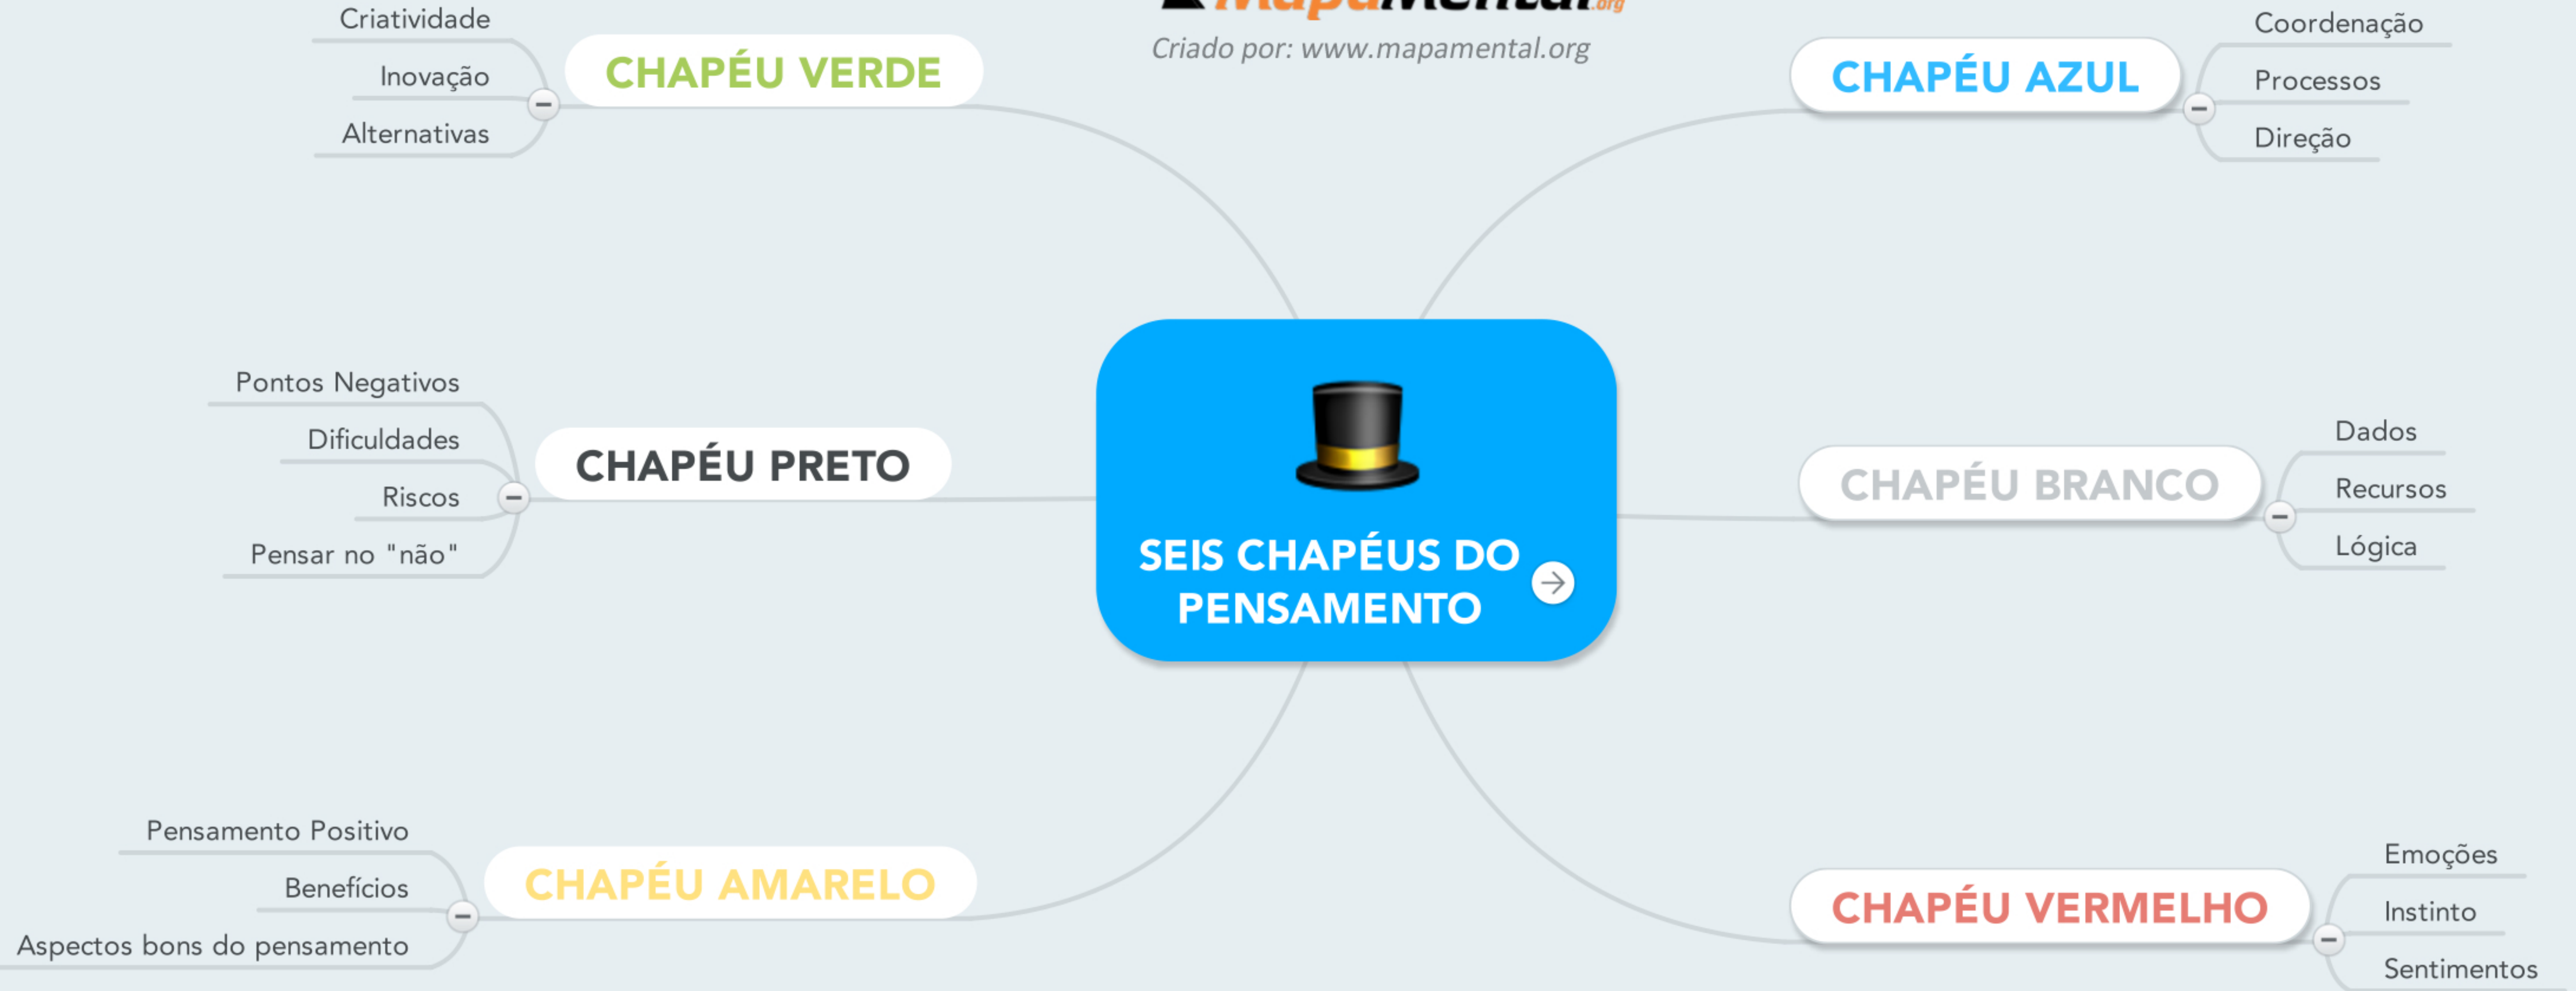 MapaMental.org
Criado por: www.mapamental.org
CHAPÉU VERDE
Criatividade
Inovação
Alternativas
CHAPÉU PRETO
Pontos Negativos
Dificuldades
Riscos
Pensar no "não"
CHAPÉU AMARELO
Pensamento Positivo
Benefícios
Aspectos bons do pensamento
SEIS CHAPÉUS DO
PENSAMENTO
CHAPÉU AZUL
Coordenação
Processos
Direção
CHAPÉU BRANCO
Dados
Recursos
Lógica
CHAPÉU VERMELHO
Emoções
Instinto
Sentimentos